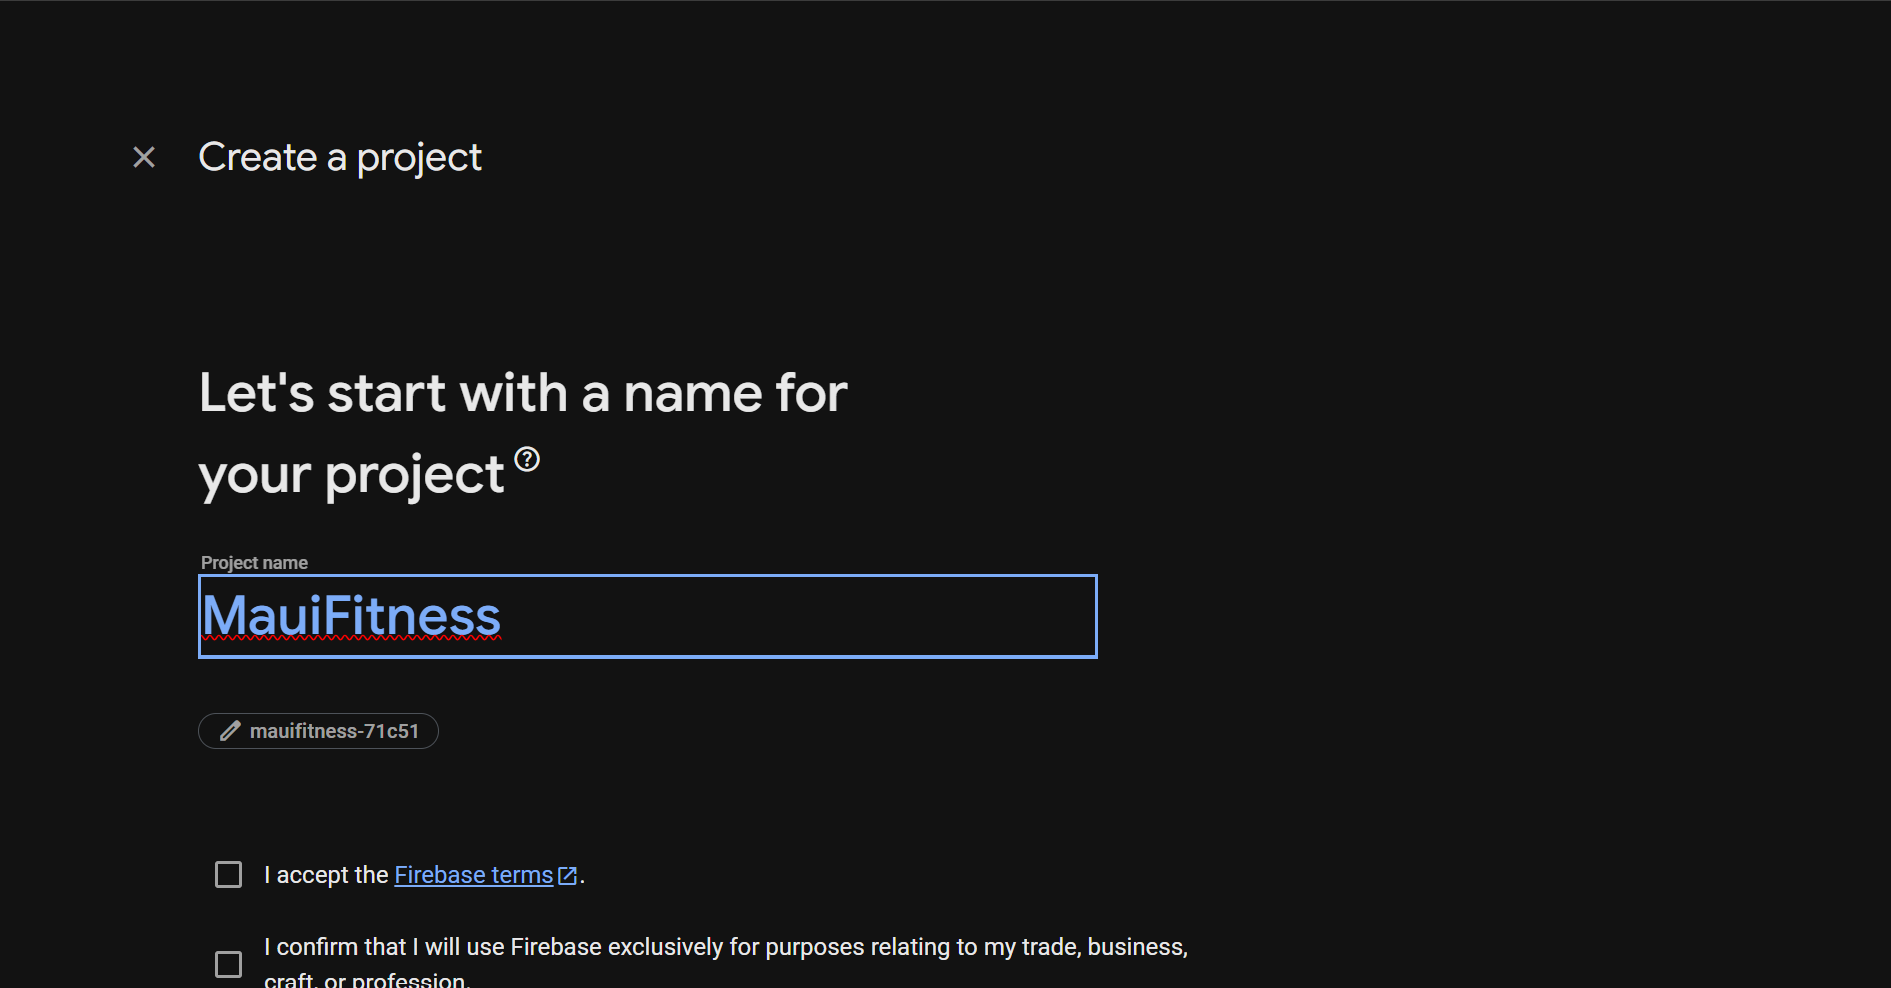 Create a project
Let's start with a name for
your project
Project name
MauiFitness
mauifitness-71c51
I accept the Firebase terms.
I confirm that I will use Firebase exclusively for purposes relating to my trade, business,
craft, or profession.